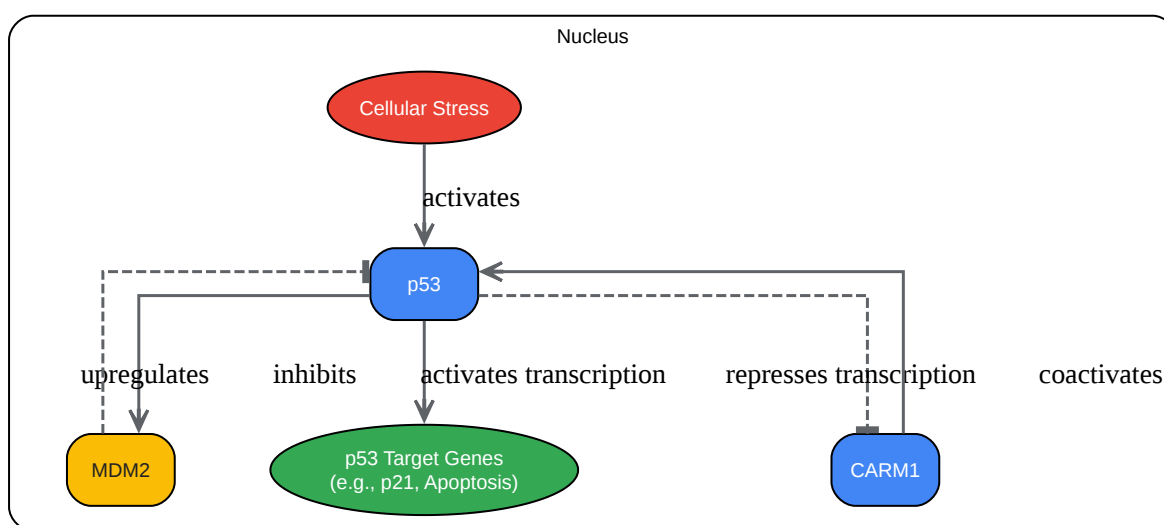 Nucleus
Cellular Stress
activates
p53
upregulates
inhibits
activates transcription
represses transcription
coactivates
MDM2
p53 Target Genes
(e.g., p21, Apoptosis)
CARM1